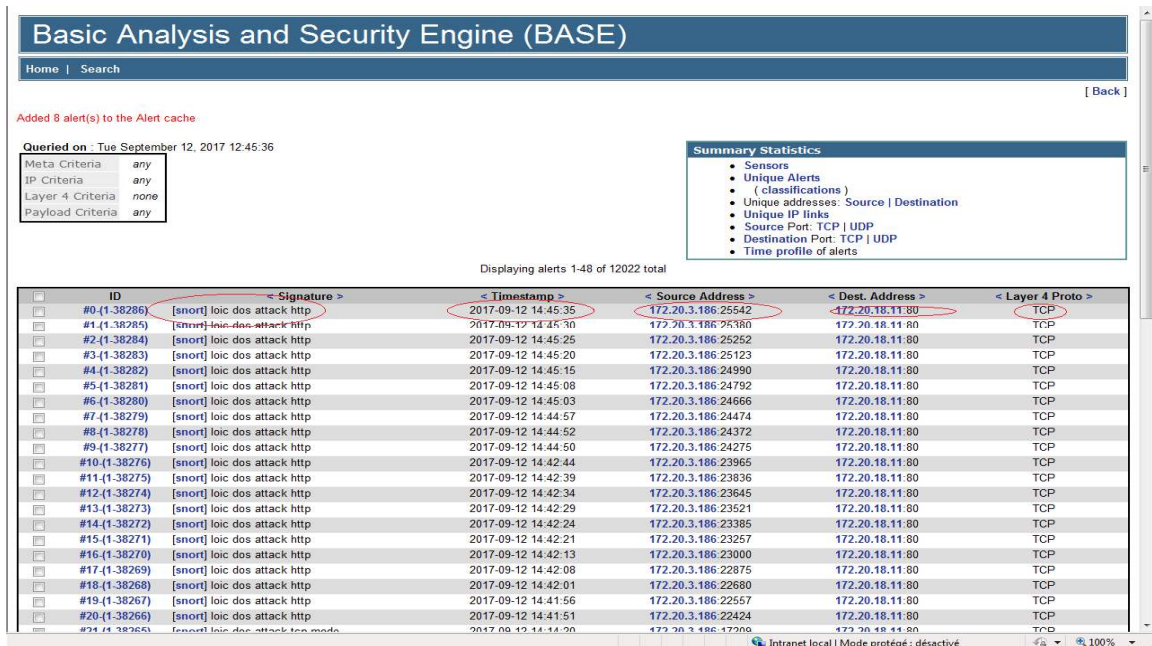 Basic Analysis and Security Engine (BASE)
Home | Search
[ Back ]
Added 8 alert(s) to the Alert cache
Queried on : Tue September 12, 2017 12:45:36
Meta Criteria any
IP Criteria any
Layer 4 Criteria none
Payload Criteria any
Summary Statistics
• Sensors
• Unique Alerts
• ( classifications )
• Unique addresses: Source | Destination
• Unique IP links
• Source Port: TCP | UDP
• Destination Port: TCP | UDP
• Time profile of alerts
Displaying alerts 1-48 of 12022 total
ID < Signature > < Timestamp > < Source Address > < Dest. Address > < Layer 4 Proto >
#0-(1-38286) [snort] loic dos attack http 2017-09-12 14:45:35 172.20.3.186:25542 172.20.18.11:80 TCP
#1-(1-38285) [snort] loic dos attack http 2017-09-12 14:45:30 172.20.3.186:25380 172.20.18.11:80 TCP
#2-(1-38284) [snort] loic dos attack http 2017-09-12 14:45:25 172.20.3.186:25252 172.20.18.11:80 TCP
#3-(1-38283) [snort] loic dos attack http 2017-09-12 14:45:20 172.20.3.186:25123 172.20.18.11:80 TCP
#4-(1-38282) [snort] loic dos attack http 2017-09-12 14:45:15 172.20.3.186:24990 172.20.18.11:80 TCP
#5-(1-38281) [snort] loic dos attack http 2017-09-12 14:45:08 172.20.3.186:24792 172.20.18.11:80 TCP
#6-(1-38280) [snort] loic dos attack http 2017-09-12 14:45:03 172.20.3.186:24666 172.20.18.11:80 TCP
#7-(1-38279) [snort] loic dos attack http 2017-09-12 14:44:57 172.20.3.186:24474 172.20.18.11:80 TCP
#8-(1-38278) [snort] loic dos attack http 2017-09-12 14:44:52 172.20.3.186:24372 172.20.18.11:80 TCP
#9-(1-38277) [snort] loic dos attack http 2017-09-12 14:44:50 172.20.3.186:24275 172.20.18.11:80 TCP
#10-(1-38276) [snort] loic dos attack http 2017-09-12 14:42:44 172.20.3.186:23965 172.20.18.11:80 TCP
#11-(1-38275) [snort] loic dos attack http 2017-09-12 14:42:39 172.20.3.186:23836 172.20.18.11:80 TCP
#12-(1-38274) [snort] loic dos attack http 2017-09-12 14:42:34 172.20.3.186:23645 172.20.18.11:80 TCP
#13-(1-38273) [snort] loic dos attack http 2017-09-12 14:42:29 172.20.3.186:23521 172.20.18.11:80 TCP
#14-(1-38272) [snort] loic dos attack http 2017-09-12 14:42:24 172.20.3.186:23385 172.20.18.11:80 TCP
#15-(1-38271) [snort] loic dos attack http 2017-09-12 14:42:21 172.20.3.186:23257 172.20.18.11:80 TCP
#16-(1-38270) [snort] loic dos attack http 2017-09-12 14:42:13 172.20.3.186:23000 172.20.18.11:80 TCP
#17-(1-38269) [snort] loic dos attack http 2017-09-12 14:42:08 172.20.3.186:22875 172.20.18.11:80 TCP
#18-(1-38268) [snort] loic dos attack http 2017-09-12 14:42:01 172.20.3.186:22680 172.20.18.11:80 TCP
#19-(1-38267) [snort] loic dos attack http 2017-09-12 14:41:56 172.20.3.186:22557 172.20.18.11:80 TCP
#20-(1-38266) [snort] loic dos attack http 2017-09-12 14:41:51 172.20.3.186:22424 172.20.18.11:80 TCP
#21-(1-38265) [snort] loic dos attack tcp mode 2017-09-12 14:14:20 172.20.3.186:17209 172.20.18.11:80 TCP
Intranet local | Mode protégé : désactivé 100%